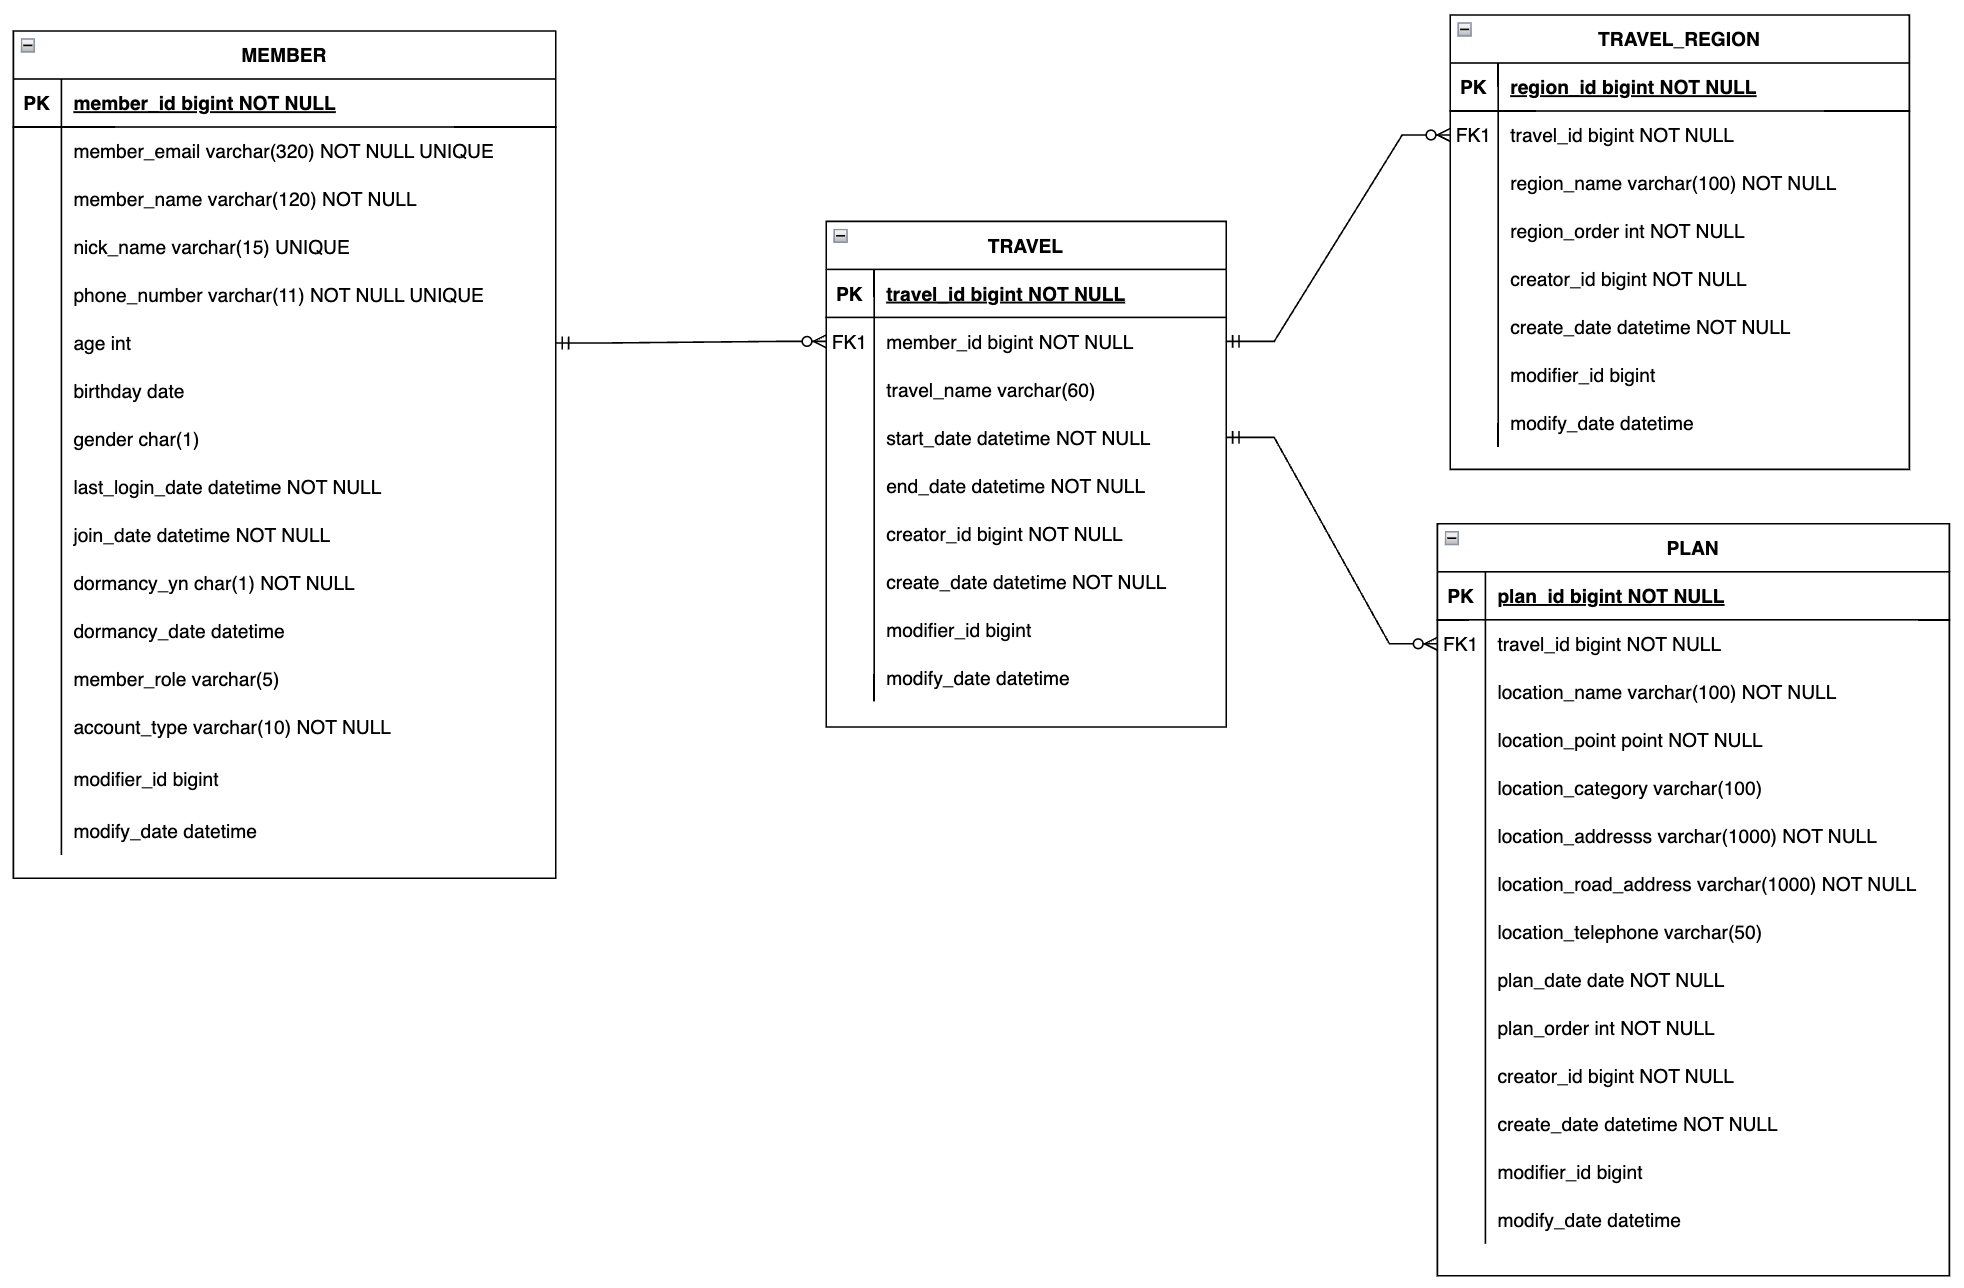 MEMBER
PK member_id bigint NOT NULL
member_email varchar(320) NOT NULL UNIQUE
member_name varchar(120) NOT NULL
nick_name varchar(15) UNIQUE
phone_number varchar(11) NOT NULL UNIQUE
age int
birthday date
gender char(1)
last_login_date datetime NOT NULL
join_date datetime NOT NULL
dormancy_yn char(1) NOT NULL
dormancy_date datetime
member_role varchar(5)
account_type varchar(10) NOT NULL
modifier_id bigint
modify_date datetime
TRAVEL
PK travel_id bigint NOT NULL
FK1 member_id bigint NOT NULL
travel_name varchar(60)
start_date datetime NOT NULL
end_date datetime NOT NULL
creator_id bigint NOT NULL
create_date datetime NOT NULL
modifier_id bigint
modify_date datetime
TRAVEL_REGION
PK region_id bigint NOT NULL
FK1 travel_id bigint NOT NULL
region_name varchar(100) NOT NULL
region_order int NOT NULL
creator_id bigint NOT NULL
create_date datetime NOT NULL
modifier_id bigint
modify_date datetime
PLAN
PK plan_id bigint NOT NULL
FK1 travel_id bigint NOT NULL
location_name varchar(100) NOT NULL
location_point point NOT NULL
location_category varchar(100)
location_addresss varchar(1000) NOT NULL
location_road_address varchar(1000) NOT NULL
location_telephone varchar(50)
plan_date date NOT NULL
plan_order int NOT NULL
creator_id bigint NOT NULL
create_date datetime NOT NULL
modifier_id bigint
modify_date datetime